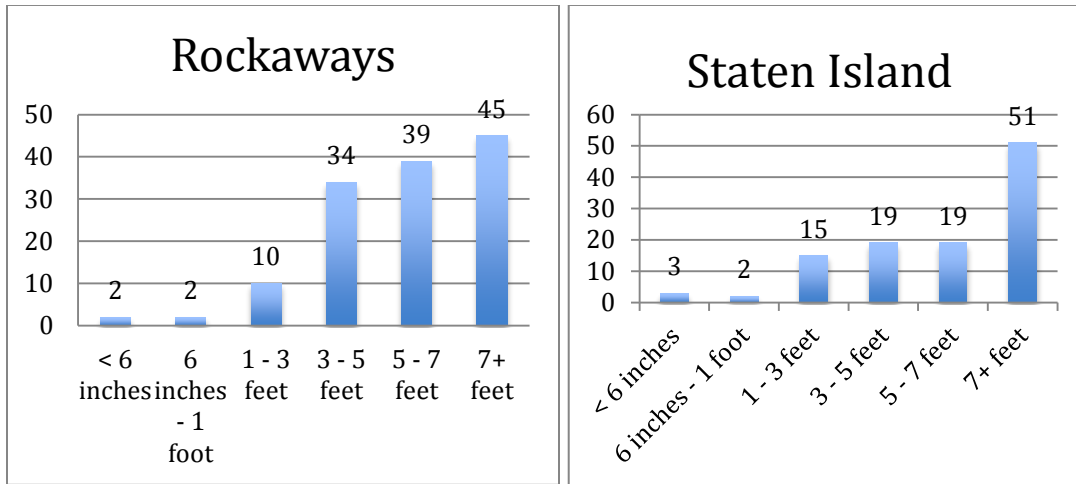 Rockaways
50
40
30
20
10
0
2
2
10
34
39
45
< 6
inches
6
inches
- 1
foot
1 - 3
feet
3 - 5
feet
5 - 7
feet
7+
feet
Staten Island
60
50
40
30
20
10
0
3
2
15
19
19
51
< 6 inches
6 inches - 1 foot
1 - 3 feet
3 - 5 feet
5 - 7 feet
7+ feet